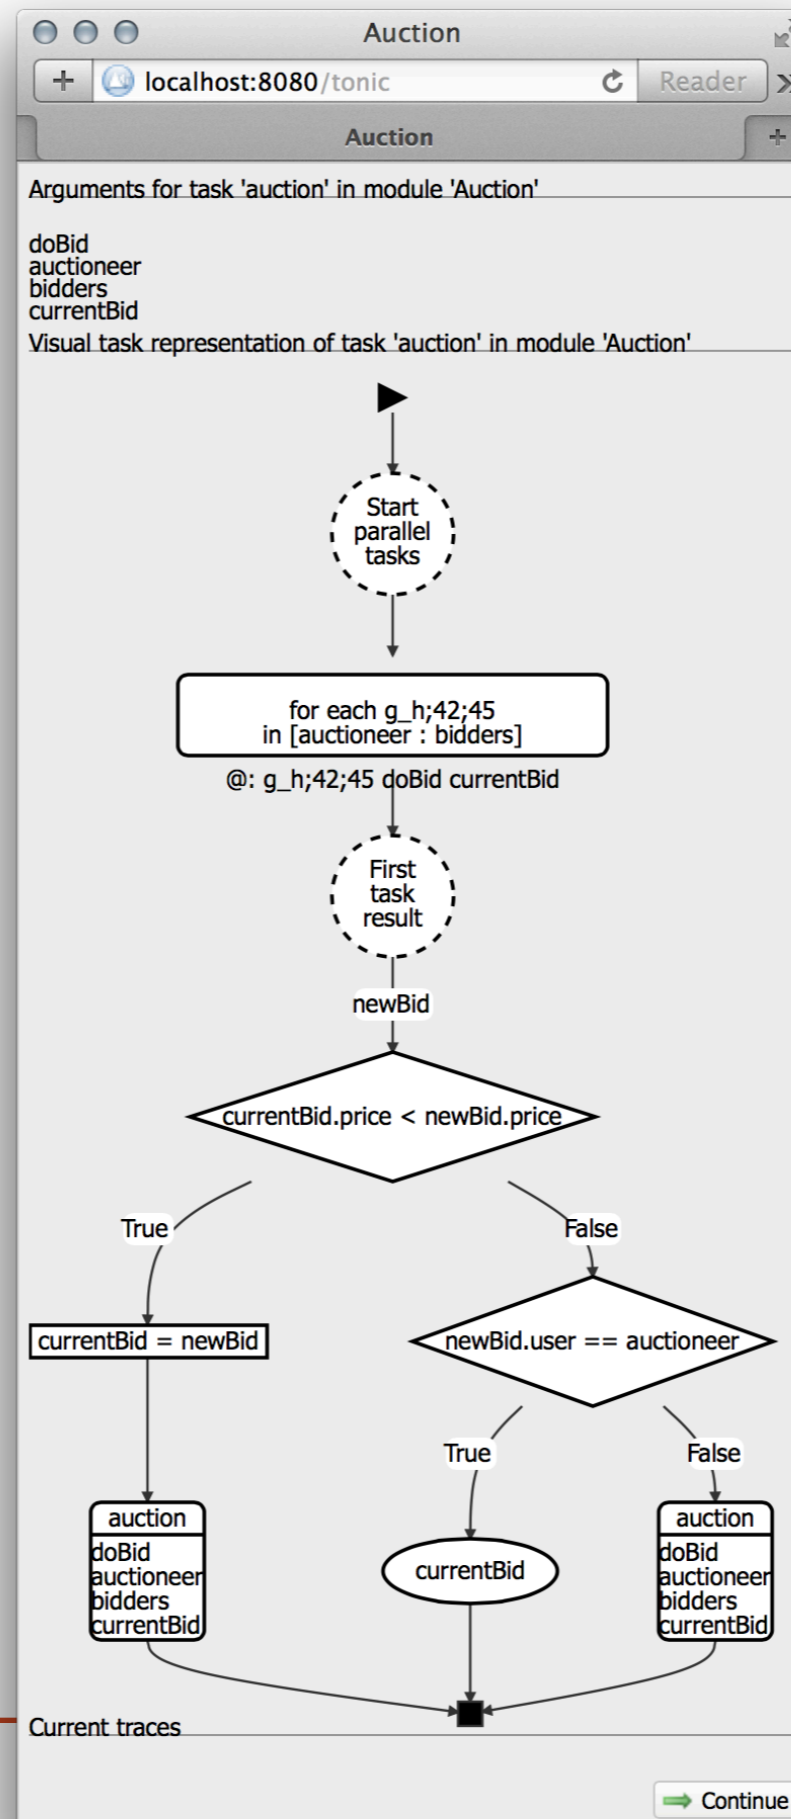 Auction
localhost:8080/tonic
Reader
Auction
Arguments for task 'auction' in module 'Auction'
doBid
auctioneer
bidders
currentBid
Visual task representation of task 'auction' in module 'Auction'
Start
parallel
tasks
for each g_h;42;45
in [auctioneer : bidders]
@: g_h;42;45 doBid currentBid
First
task
result
newBid
currentBid.price < newBid.price
True
False
currentBid = newBid
newBid.user == auctioneer
True
False
auction
doBid
auctioneer
bidders
currentBid
currentBid
auction
doBid
auctioneer
bidders
currentBid
Current traces
Continue